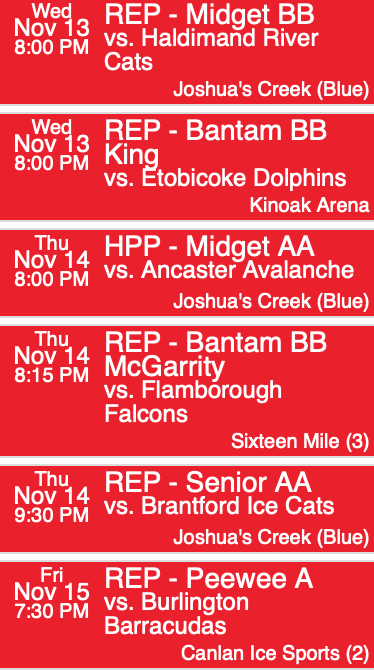 Wed
Nov 13
8:00 PM
REP - Midget BB
vs. Haldimand River
Cats
Joshua's Creek (Blue)
Wed
Nov 13
8:00 PM
REP - Bantam BB
King
vs. Etobicoke Dolphins
Kinoak Arena
Thu
Nov 14
8:00 PM
HPP - Midget AA
vs. Ancaster Avalanche
Joshua's Creek (Blue)
Thu
Nov 14
8:15 PM
REP - Bantam BB
McGarrity
vs. Flamborough
Falcons
Sixteen Mile (3)
Thu
Nov 14
9:30 PM
REP - Senior AA
vs. Brantford Ice Cats
Joshua's Creek (Blue)
Fri
Nov 15
7:30 PM
REP - Peewee A
vs. Burlington
Barracudas
Canlan Ice Sports (2)